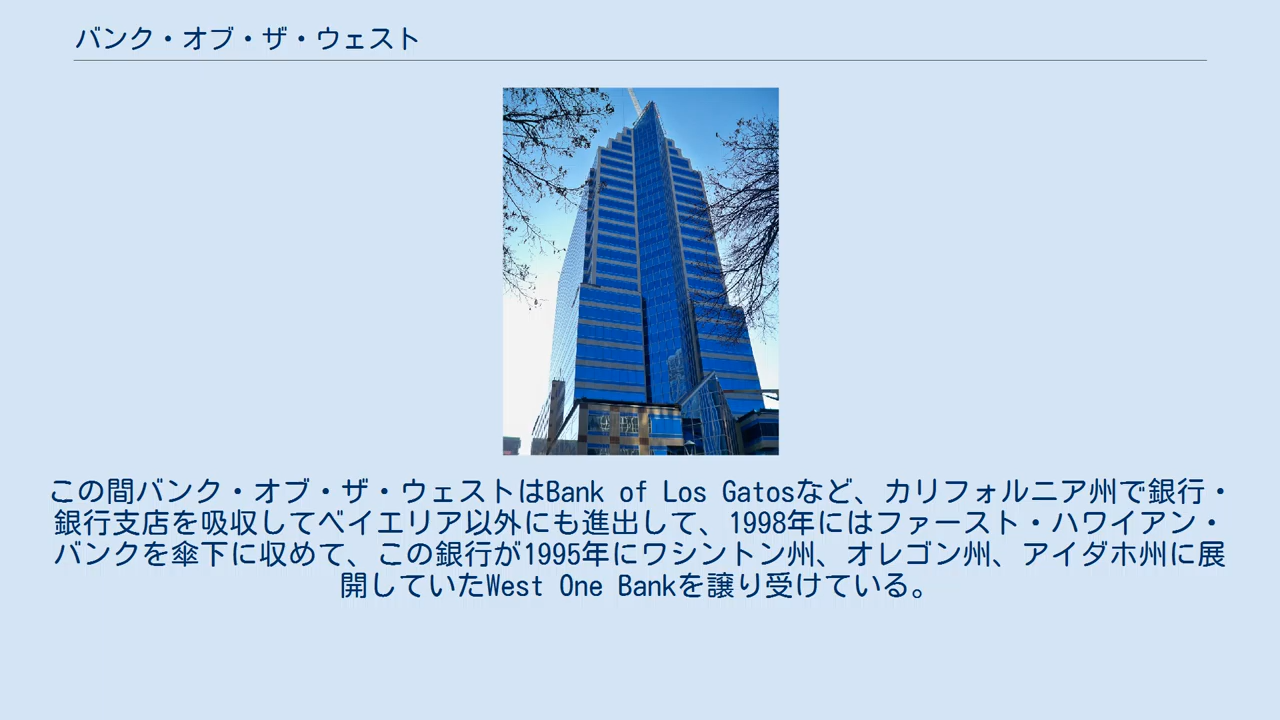 バンク・オブ・ザ・ウェスト
この間バンク・オブ・ザ・ウェストはBank of Los Gatosなど、カリフォルニア州で銀行・
銀行支店を吸収してベイエリア以外にも進出して、1998年にはファースト・ハワイアン・
バンクを傘下に収めて、この銀行が1995年にワシントン州、オレゴン州、アイダホ州に展
開していたWest One Bankを譲り受けている。